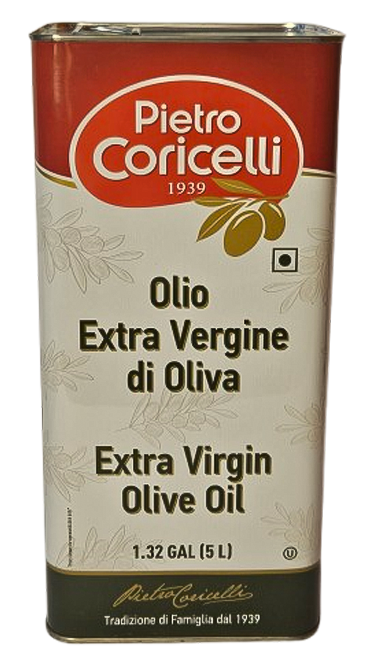 Pietro
Coricelli
1939
Olio
Extra Vergine
di Oliva
Extra Virgin
Olive Oil
1.32 GAL (5 L)
U
Pietro Coricelli
Tradizione di Famiglia dal 1939